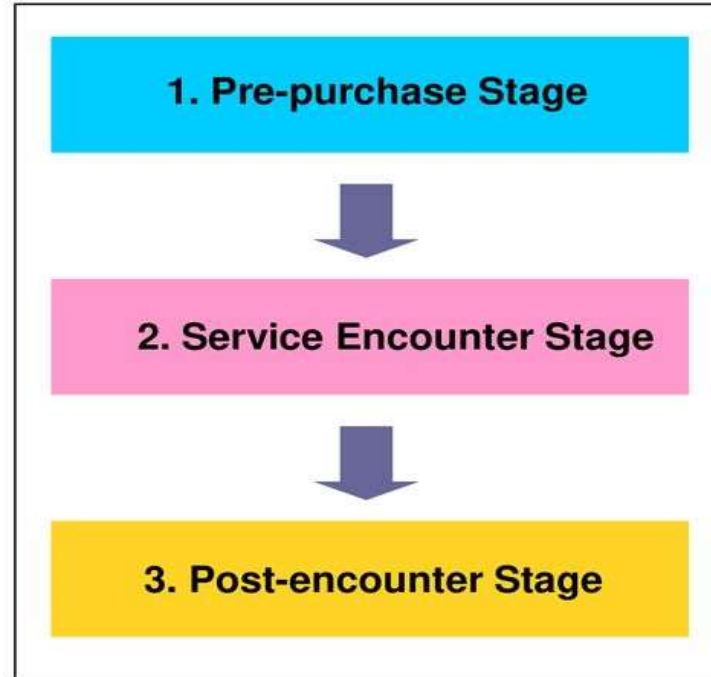 1. Pre-purchase Stage
2. Service Encounter Stage
3. Post-encounter Stage